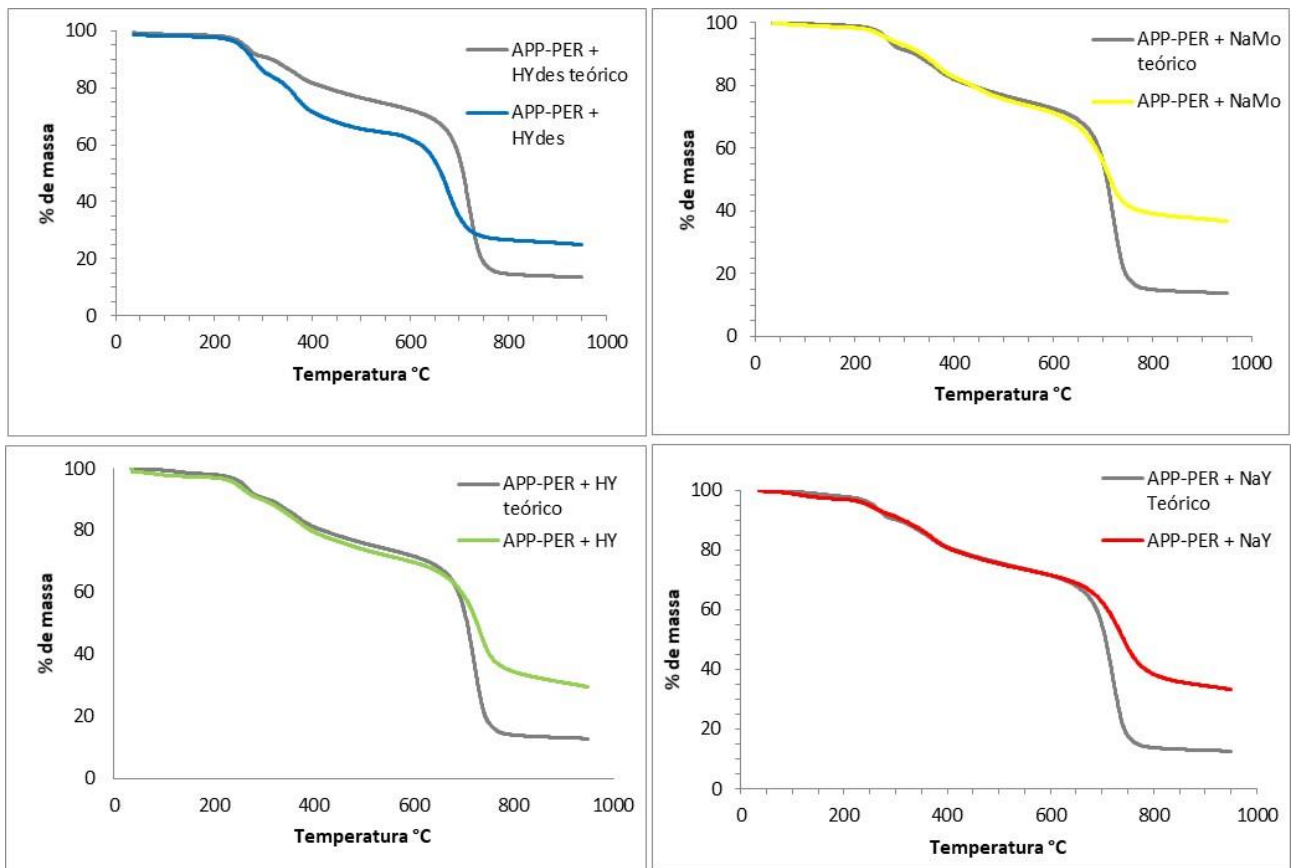 100
80
60
40
20
0
% de massa
APP-PER +
HYdes teórico
APP-PER +
HYdes
0 200 400 600 800 1000
Temperatura °C
100
80
60
40
20
0
% de massa
APP-PER + NaMo
teórico
APP-PER + NaMo
0 200 400 600 800 1000
Temperatura °C
100
80
60
40
20
0
% de massa
APP-PER + HY
teórico
APP-PER + HY
0 200 400 600 800 1000
Temperatura °C
100
80
60
40
20
0
% de massa
APP-PER + NaY
Teórico
APP-PER + NaY
0 200 400 600 800 1000
Temperatura °C